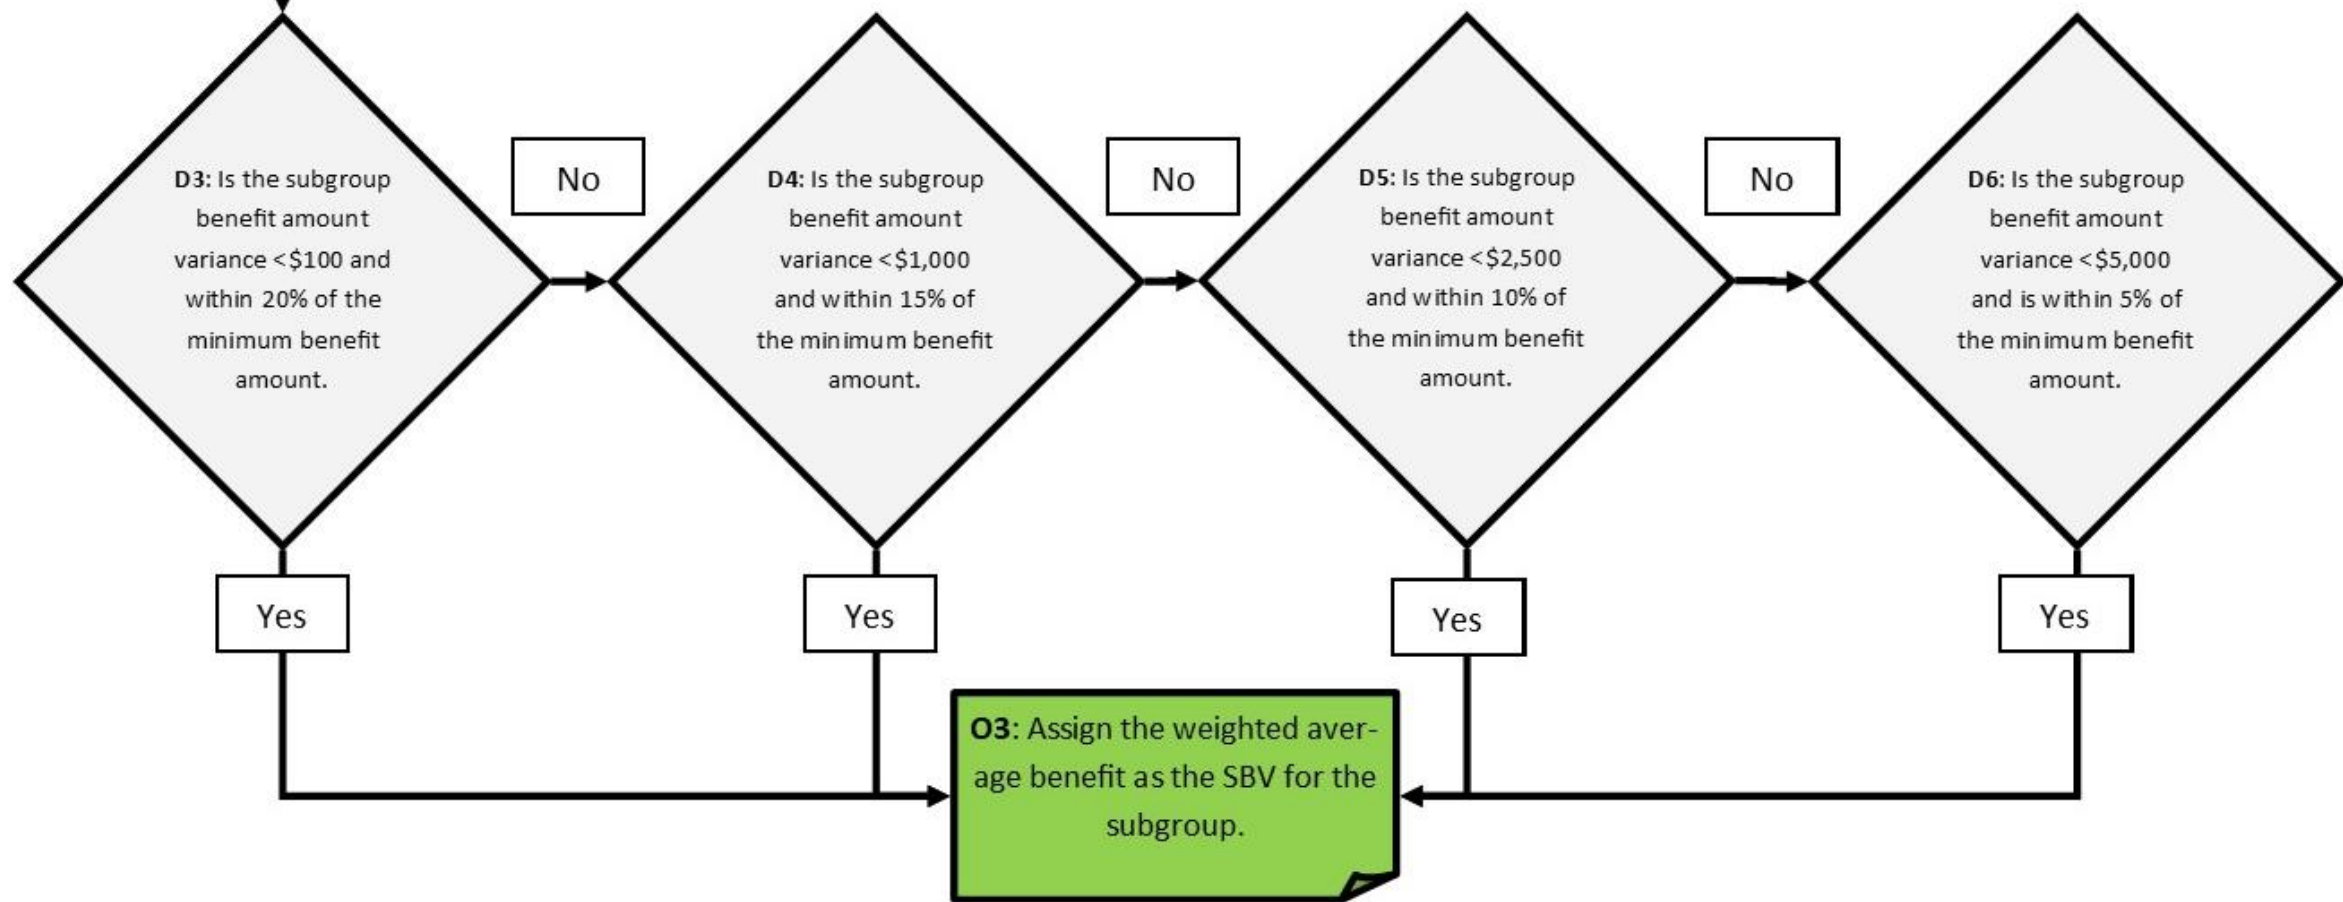 D3: Is the subgroup
benefit amount
variance <$100 and
within 20% of the
minimum benefit
amount.
No
D4: Is the subgroup
benefit amount
variance <$1,000
and within 15% of
the minimum benefit
amount.
No
D5: Is the subgroup
benefit amount
variance <$2,500
and within 10% of
the minimum benefit
amount.
No
D6: Is the subgroup
benefit amount
variance <$5,000
and is within 5% of
the minimum benefit
amount.
Yes
Yes
Yes
Yes
O3: Assign the weighted aver-
age benefit as the SBV for the
subgroup.